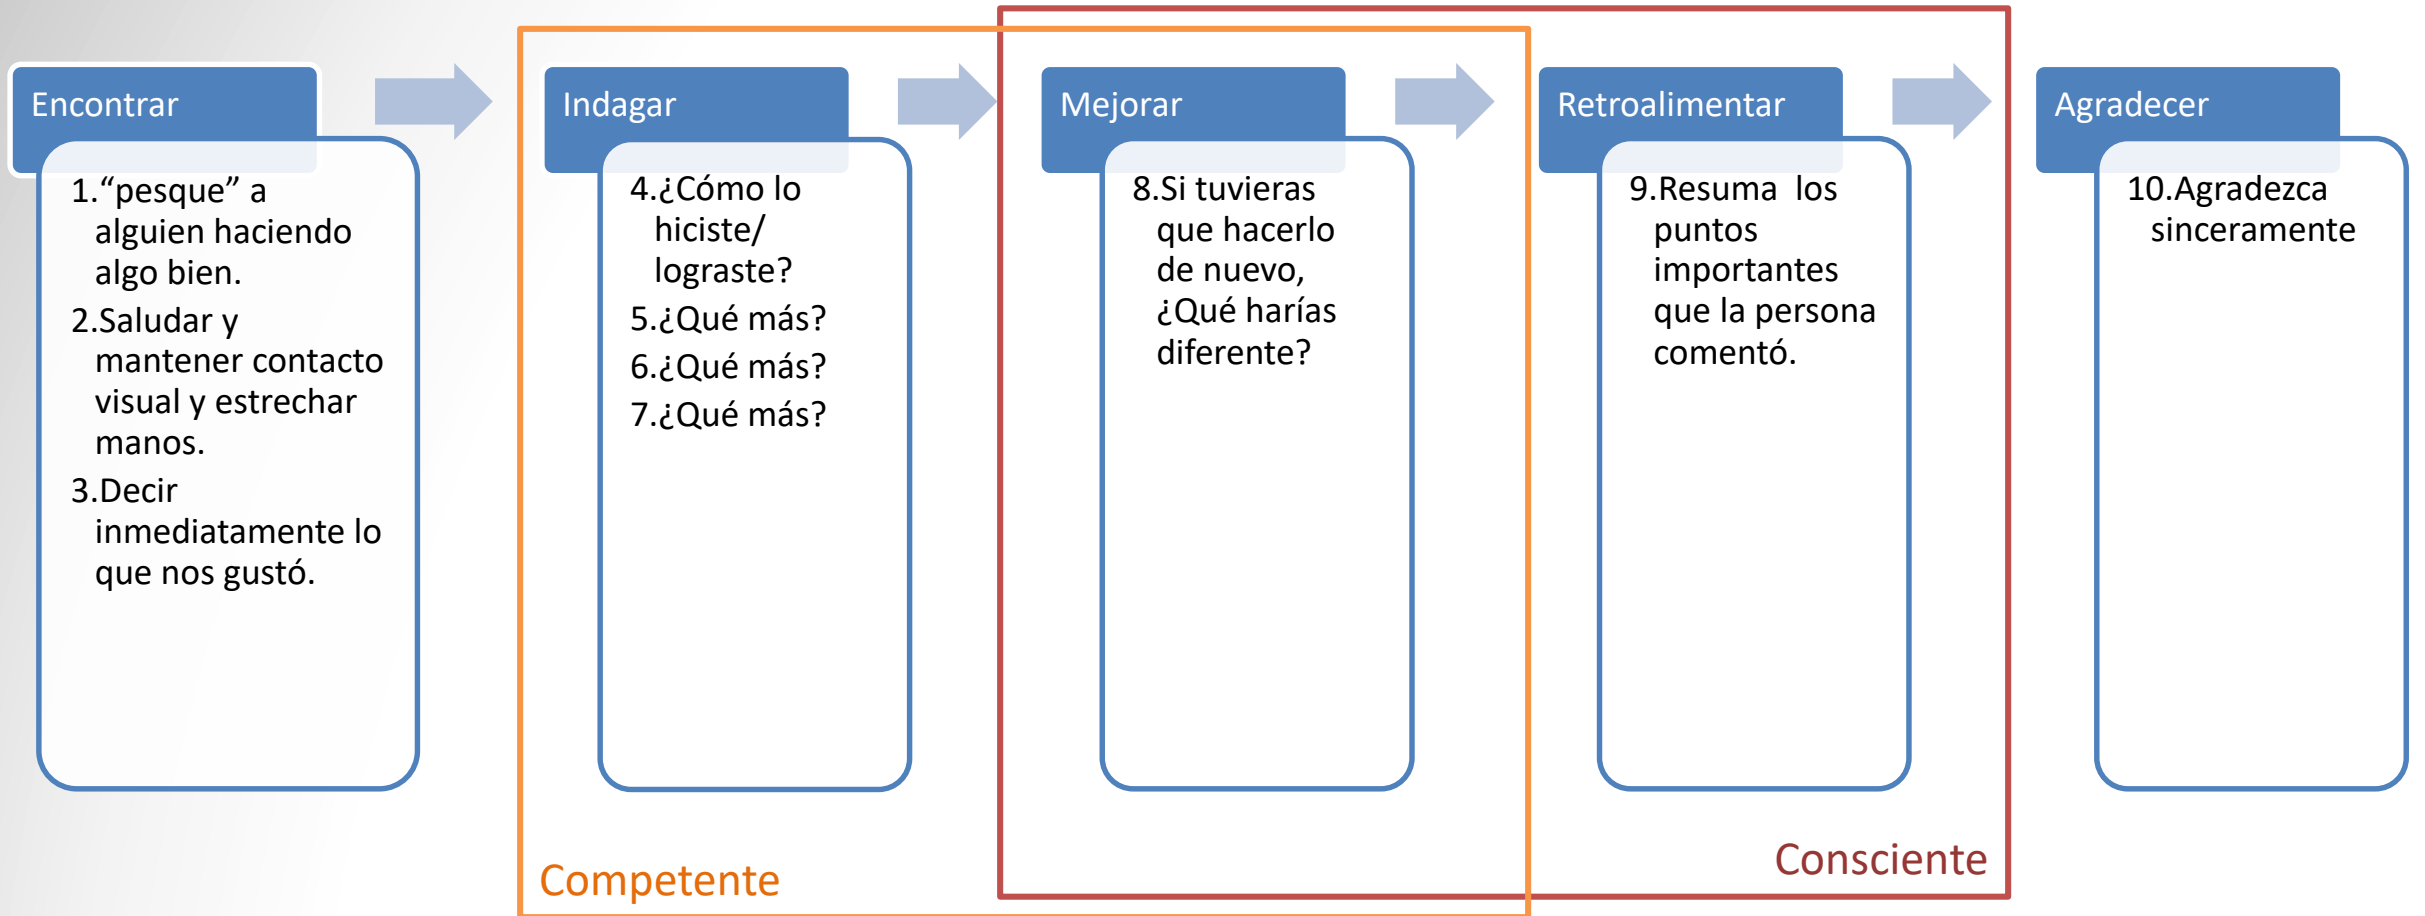 Encontrar
1.“pesque” a
alguien haciendo
algo bien.
2.Saludar y
mantener contacto
visual y estrechar
manos.
3.Decir
inmediatamente lo
que nos gustó.
Indagar
4.¿Cómo lo
hiciste/
lograste?
5.¿Qué más?
6.¿Qué más?
7.¿Qué más?
Mejorar
8.Si tuvieras
que hacerlo
de nuevo,
¿Qué harías
diferente?
Retroalimentar
9.Resuma los
puntos
importantes
que la persona
comentó.
Agradecer
10.Agradezca
sinceramente
Competente
Consciente